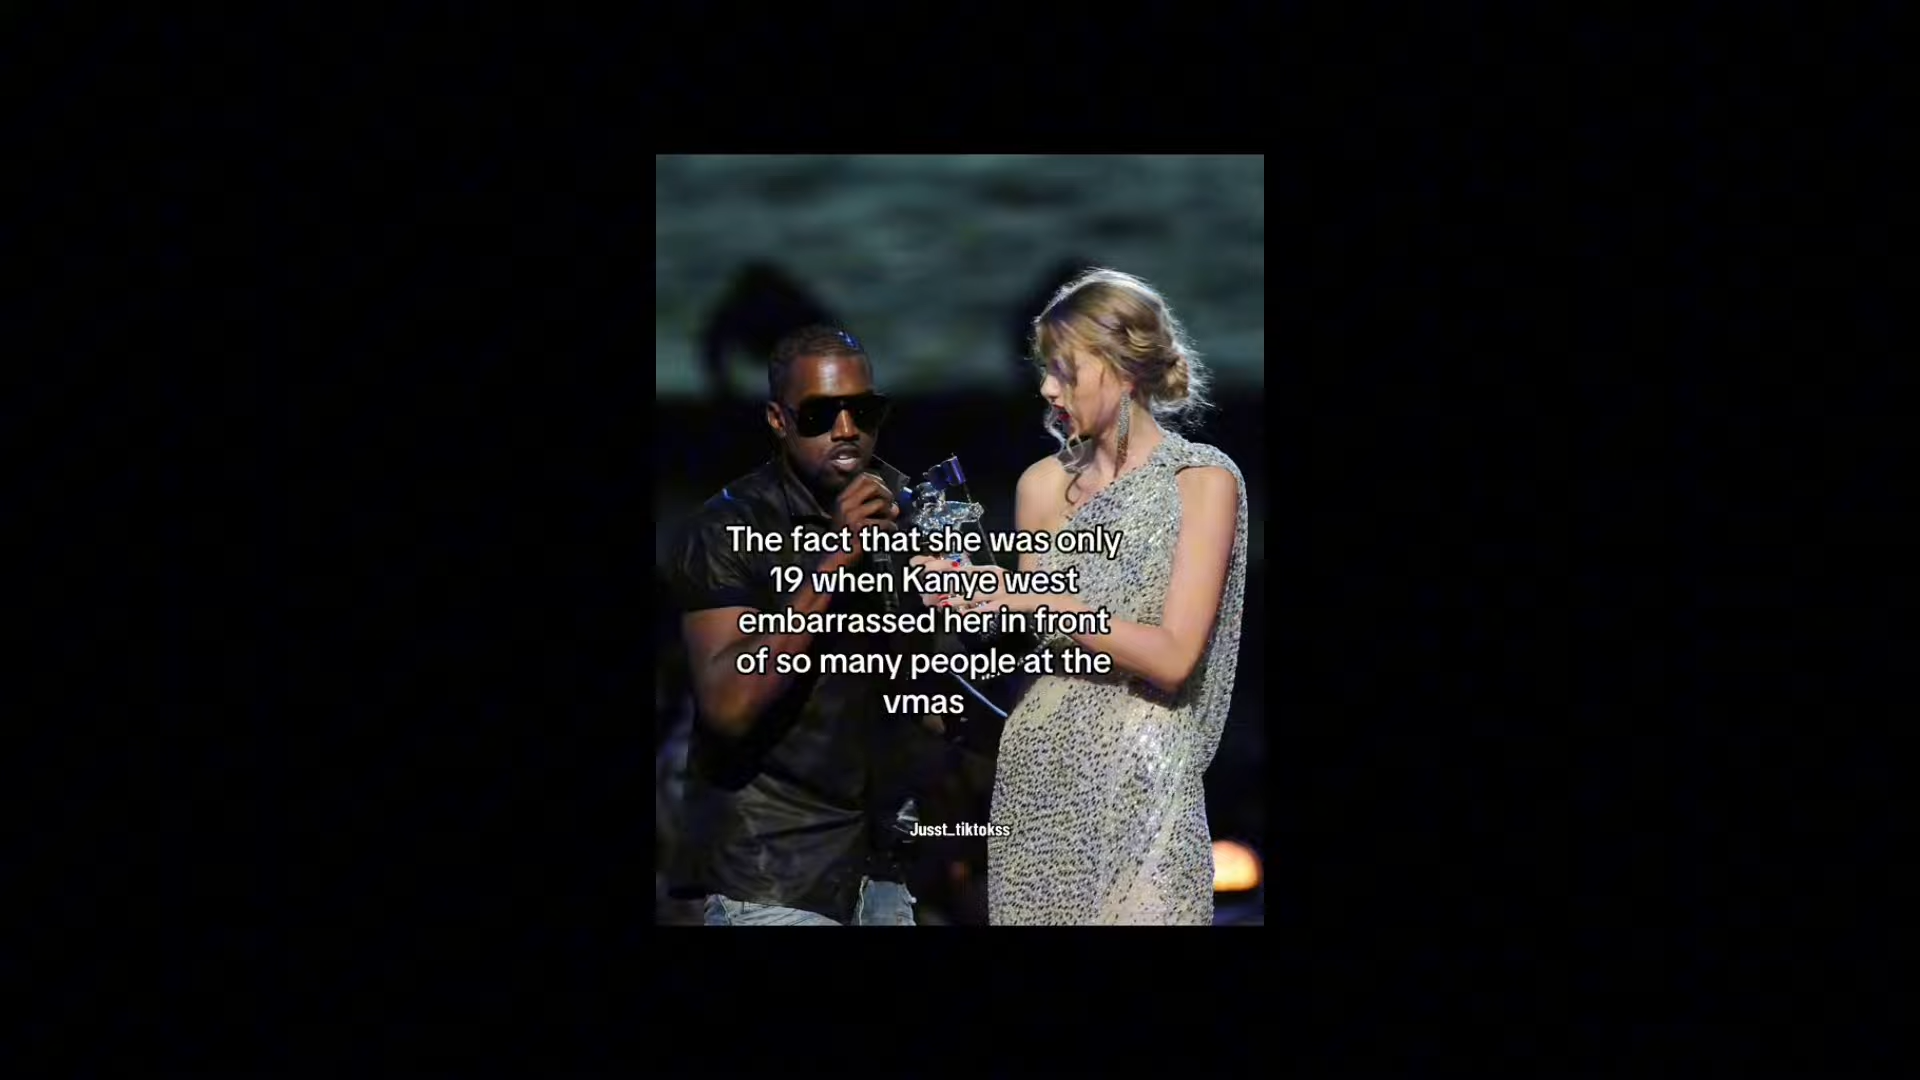 The fact that she was only
19 when Kanye west
embarrassed her in front
of so many people at the
vmas
Jusst_tiktokss